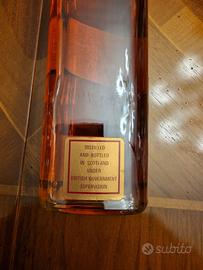 DISTILLED
AND BOTTLED
IN SCOTLAND
UNDER
BRITISH GOVERNMENT
SUPERVISION
subito